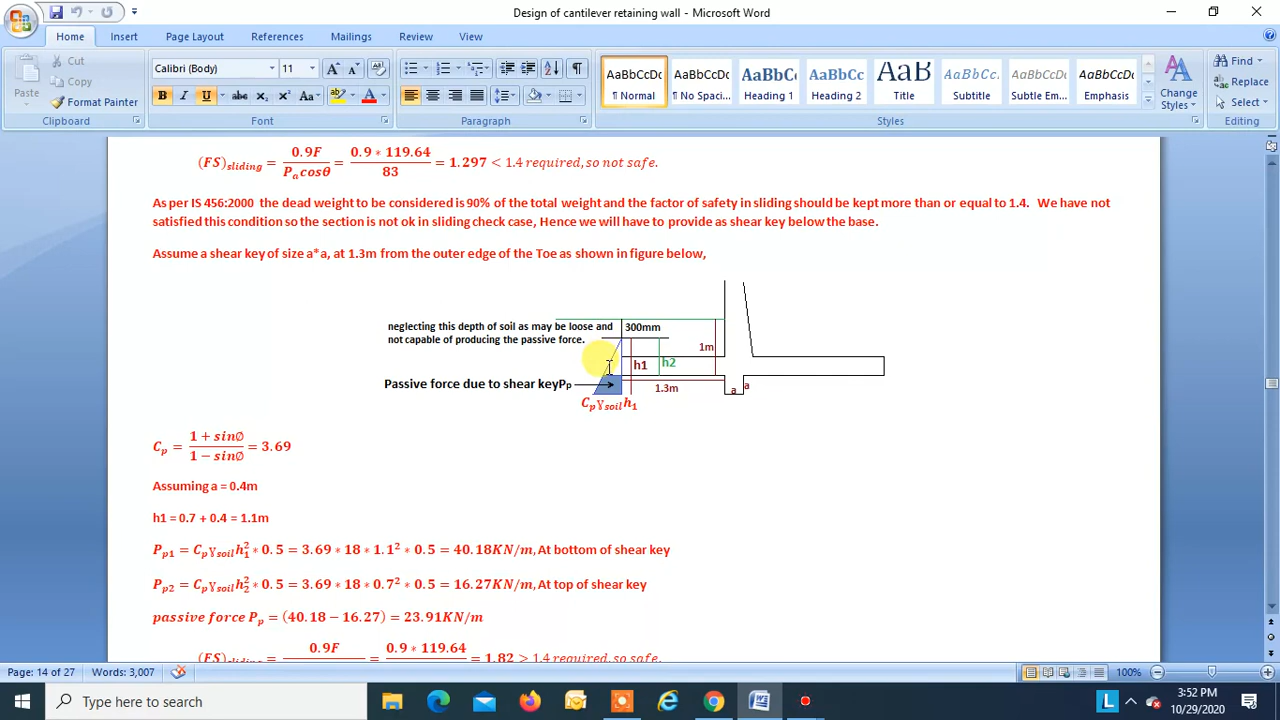 Design of cantilever retaining wall - Microsoft Word
Home Insert Page Layout References Mailings Review View
Cut
Copy
Format Painter
Paste
Clipboard
Calibri (Body) 11
Font
Paragraph
AaBbCcDc AaBbCcDc AaBbCc AaBbCc AaB AaBbCc. AaBbCcDc AaBbCcDc
¶ Normal ¶ No Spaci... Heading 1 Heading 2 Title Subtitle Subtle Em... Emphasis
Change Styles
Styles
Find
Replace
Select
Editing
(FS)sliding = 0.9F / Pₐcosθ = 0.9 * 119.64 / 83 = 1.297 < 1.4 required, so not safe.
As per IS 456:2000 the dead weight to be considered is 90% of the total weight and the factor of safety in sliding should be kept more than or equal to 1.4. We have not
satisfied this condition so the section is not ok in sliding check case, Hence we will have to provide as shear key below the base.
Assume a shear key of size a*a, at 1.3m from the outer edge of the Toe as shown in figure below,
neglecting this depth of soil as may be loose and
not capable of producing the passive force.
300mm
1m
h1 h2
Passive force due to shear keyPp
1.3m
a a
Cpγsoilh1
Cp = 1 + sin∅ / 1 − sin∅ = 3.69
Assuming a = 0.4m
h1 = 0.7 + 0.4 = 1.1m
Pp1 = Cpγsoilh1² * 0.5 = 3.69 * 18 * 1.1² * 0.5 = 40.18KN/m, At bottom of shear key
Pp2 = Cpγsoilh2² * 0.5 = 3.69 * 18 * 0.7² * 0.5 = 16.27KN/m, At top of shear key
passive force Pp = (40.18 − 16.27) = 23.91KN/m
(FS)sliding = 0.9F = 0.9 * 119.64 = 1.82 > 1.4 required, so safe.
Page: 14 of 27 Words: 3,007 100%
Type here to search
3:52 PM
10/29/2020